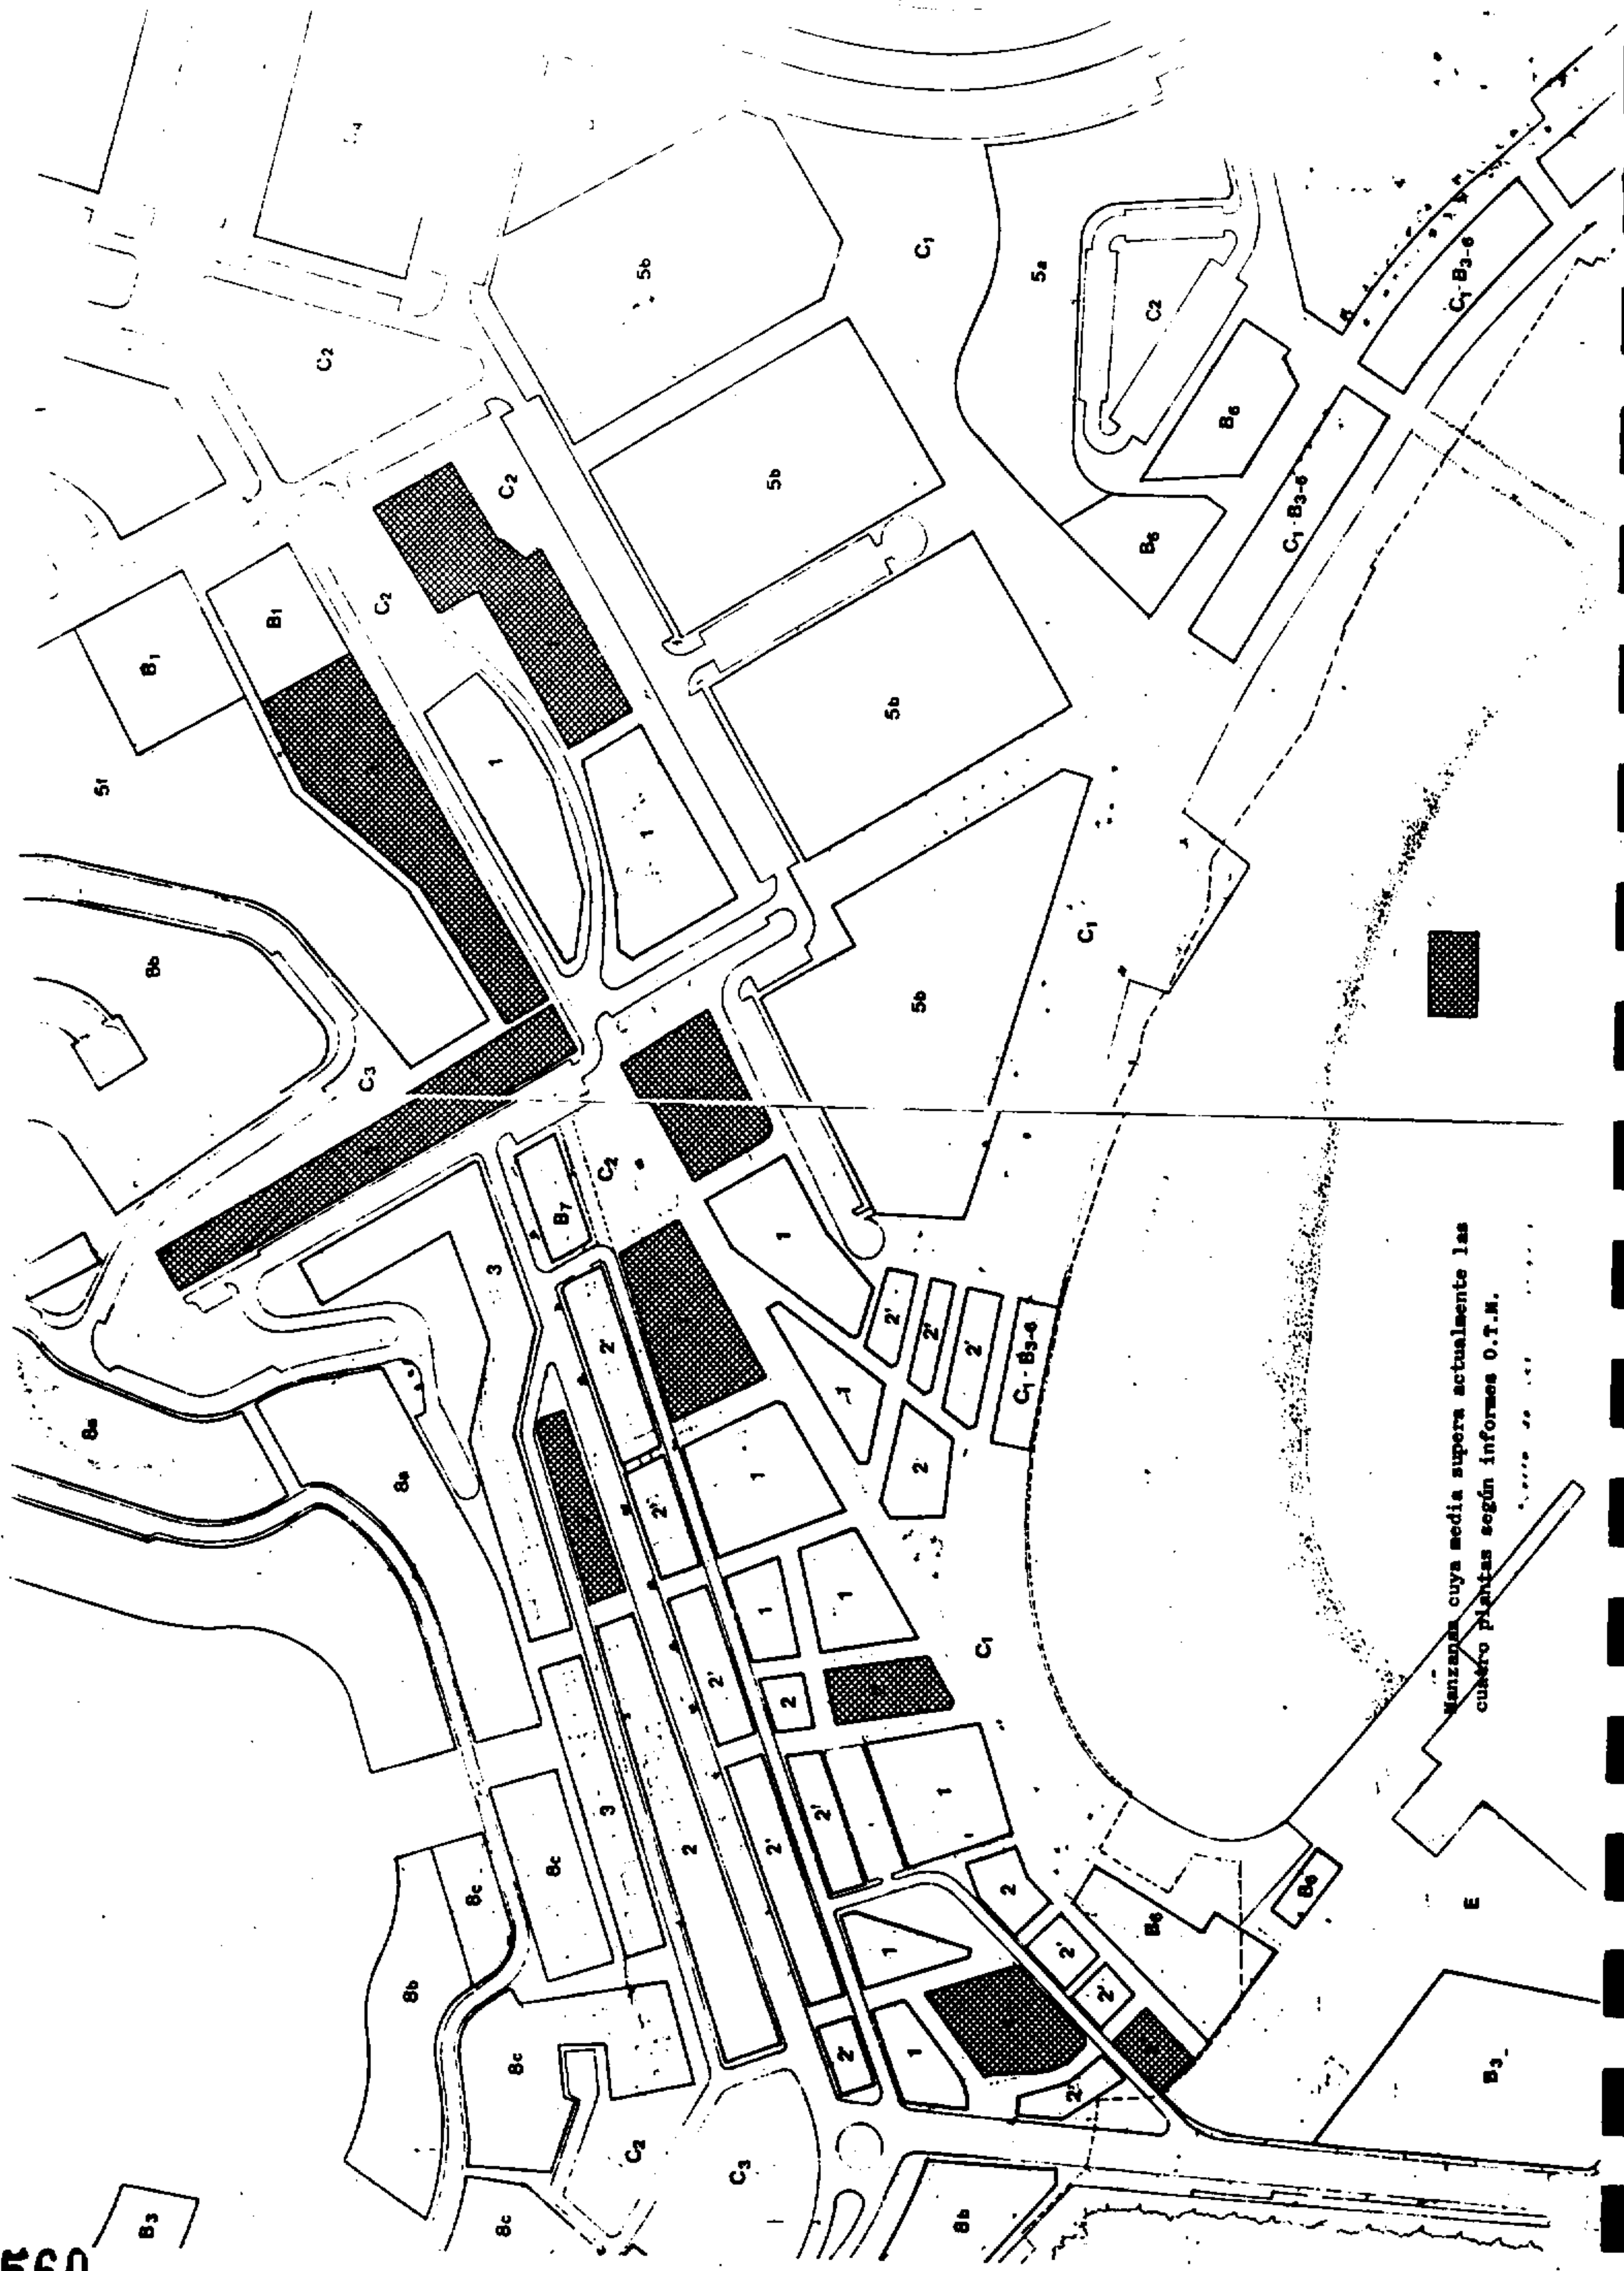 B₃
8a
8b
5f
B₁
B₁
C₃
C₂
C₂
8a
8b
8c
8c
8c
8c
3
1
C₂
B₇
3
2'
C₂
C₂
5b
1
2'
2
2'
C₃
1
1
2'
5b
1
2
2'
1
1
2'
1
2'
5b
1
5b
2
C₁
2'
1
8b
2'
C₁
2
C₁-B₃₋₆
5a
2'
2'
C₁
2'
B₆
B₆
C₂
B₆
C₁-B₃₋₆
B₆
C₁-B₃₋₆
Manzanas cuya media supera actualmente las
cuatro plantas según informes O.T.M.
E
B₃